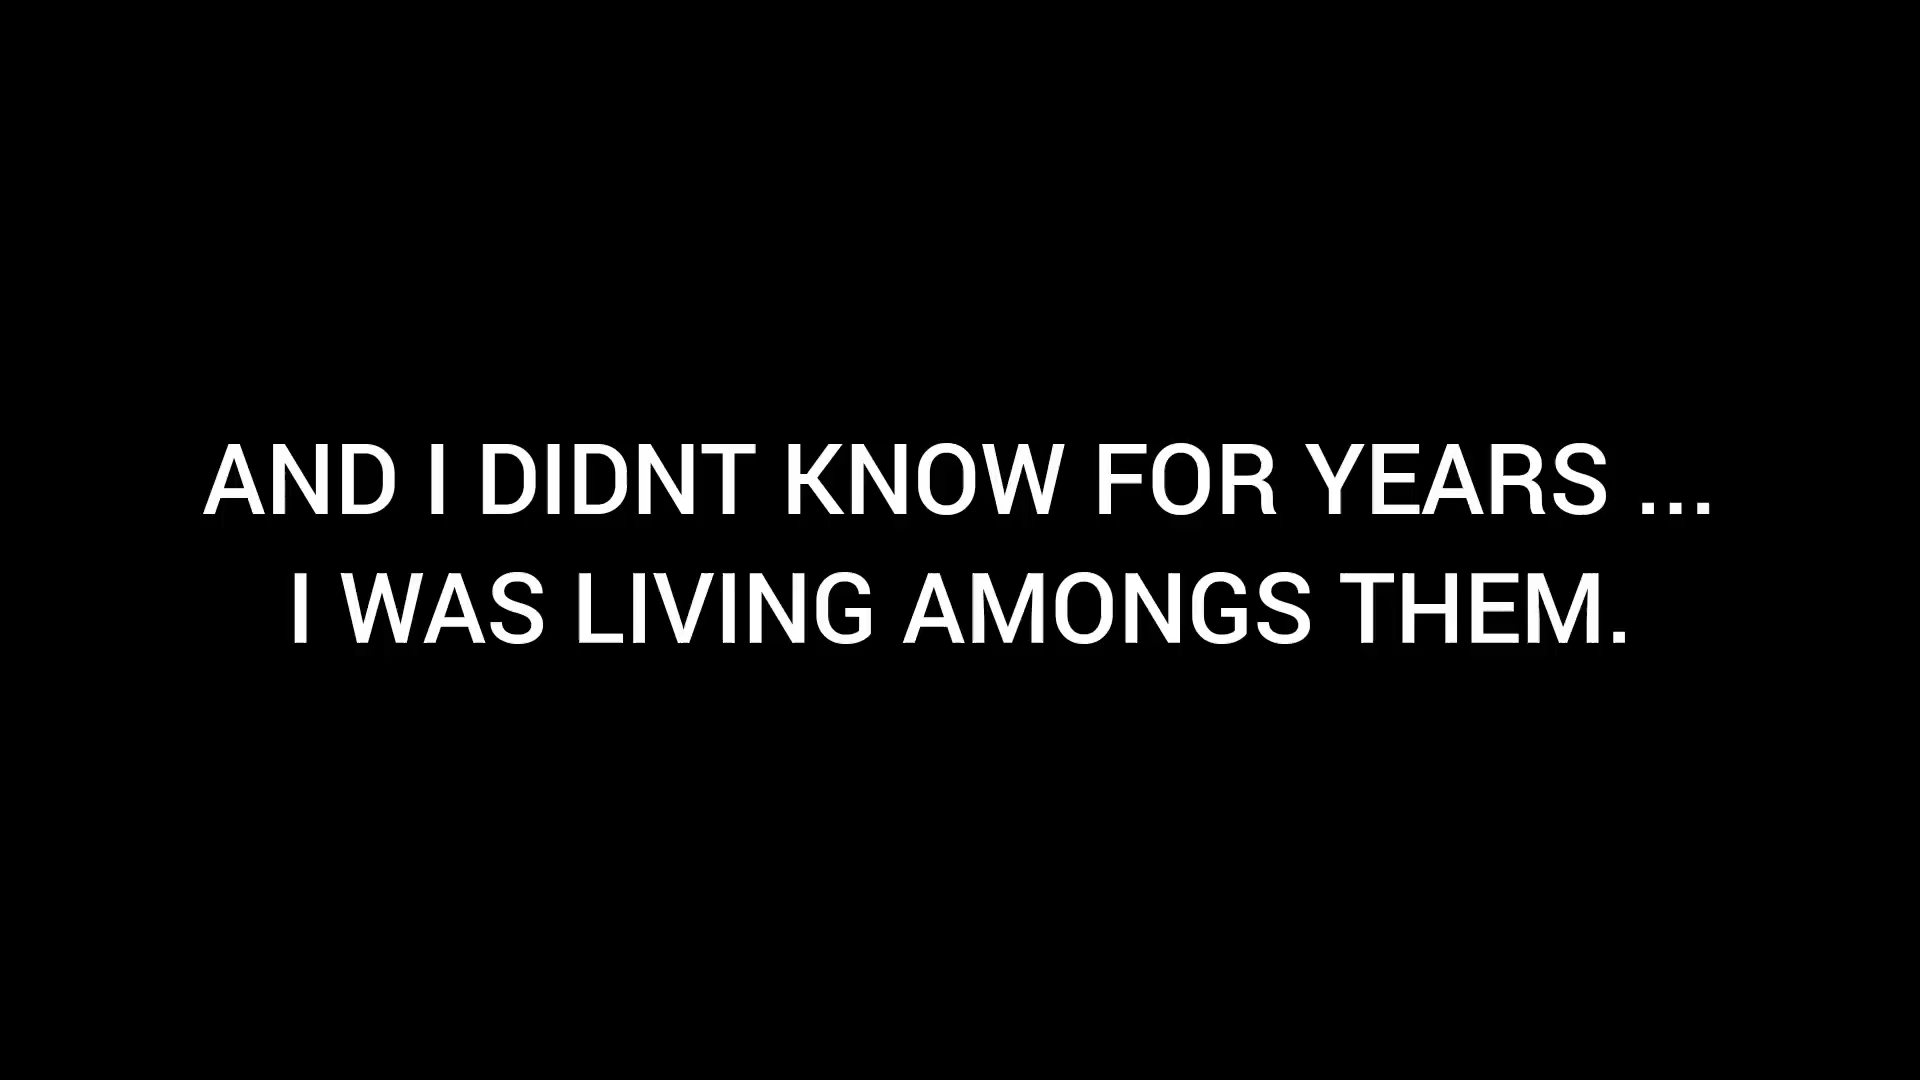 AND I DIDNT KNOW FOR YEARS ...
I WAS LIVING AMONGS THEM.